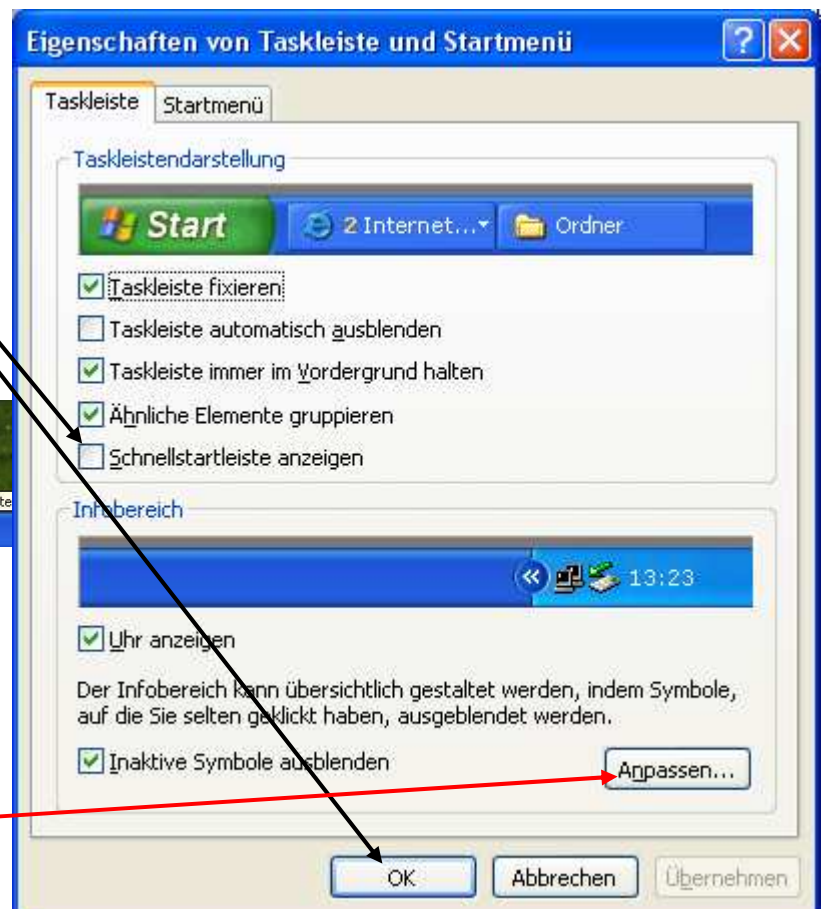 Eigenschaften von Taskleiste und Startmenü
Taskleiste Startmenü
Taskleistendarstellung
Start 2 Internet... Ordner
Taskleiste fixieren
Taskleiste automatisch ausblenden
Taskleiste immer im Vordergrund halten
Ähnliche Elemente gruppieren
Schnellstartleiste anzeigen
Infobereich
13:23
Uhr anzeigen
Der Infobereich kann übersichtlich gestaltet werden, indem Symbole,
auf die Sie selten geklickt haben, ausgeblendet werden.
Inaktive Symbole ausblenden Anpassen...
OK Abbrechen Übernehmen